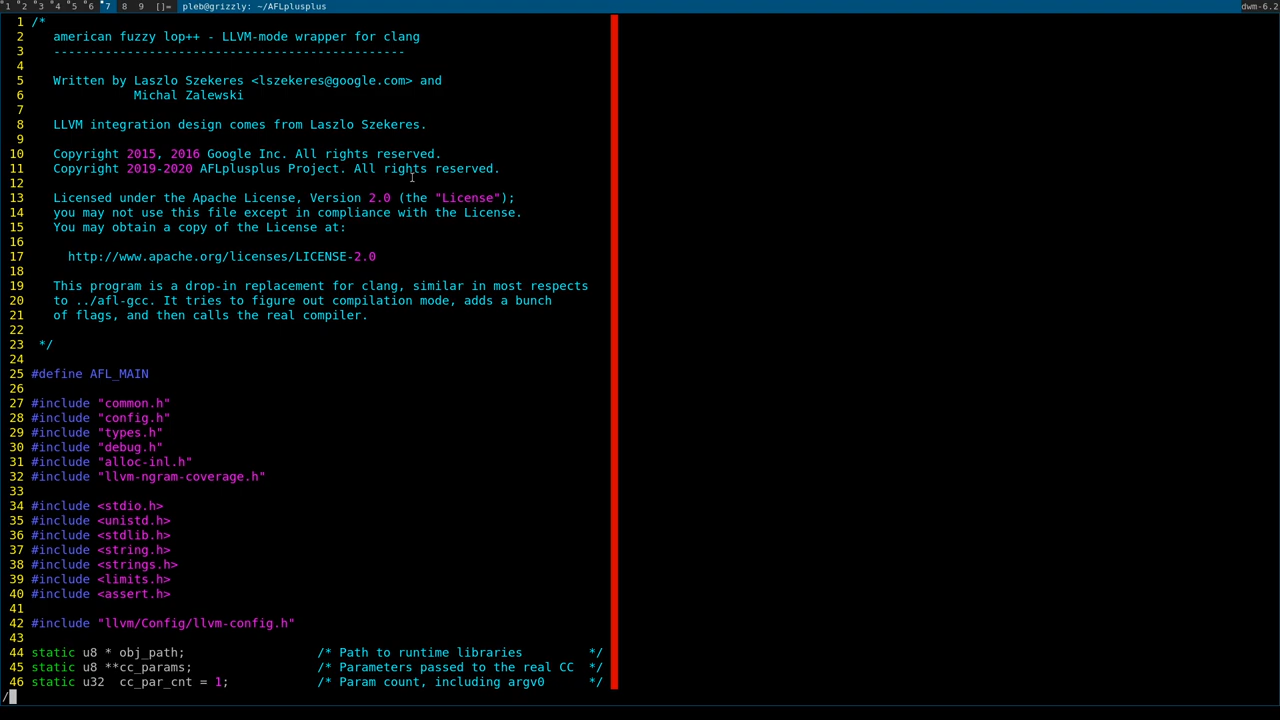 1 2 3 4 5 6 7 8 9 []= pleb@grizzly: ~/AFLplusplus dwm-6.2
1 /*
2    american fuzzy lop++ - LLVM-mode wrapper for clang
3    ------------------------------------------------
4
5    Written by Laszlo Szekeres <lszekeres@google.com> and
6               Michal Zalewski
7
8    LLVM integration design comes from Laszlo Szekeres.
9
10    Copyright 2015, 2016 Google Inc. All rights reserved.
11    Copyright 2019-2020 AFLplusplus Project. All rights reserved.
12
13    Licensed under the Apache License, Version 2.0 (the "License");
14    you may not use this file except in compliance with the License.
15    You may obtain a copy of the License at:
16
17      http://www.apache.org/licenses/LICENSE-2.0
18
19    This program is a drop-in replacement for clang, similar in most respects
20    to ../afl-gcc. It tries to figure out compilation mode, adds a bunch
21    of flags, and then calls the real compiler.
22
23  */
24
25 #define AFL_MAIN
26
27 #include "common.h"
28 #include "config.h"
29 #include "types.h"
30 #include "debug.h"
31 #include "alloc-inl.h"
32 #include "llvm-ngram-coverage.h"
33
34 #include <stdio.h>
35 #include <unistd.h>
36 #include <stdlib.h>
37 #include <string.h>
38 #include <strings.h>
39 #include <limits.h>
40 #include <assert.h>
41
42 #include "llvm/Config/llvm-config.h"
43
44 static u8 * obj_path;                  /* Path to runtime libraries         */
45 static u8 **cc_params;                 /* Parameters passed to the real CC  */
46 static u32  cc_par_cnt = 1;            /* Param count, including argv0      */
/